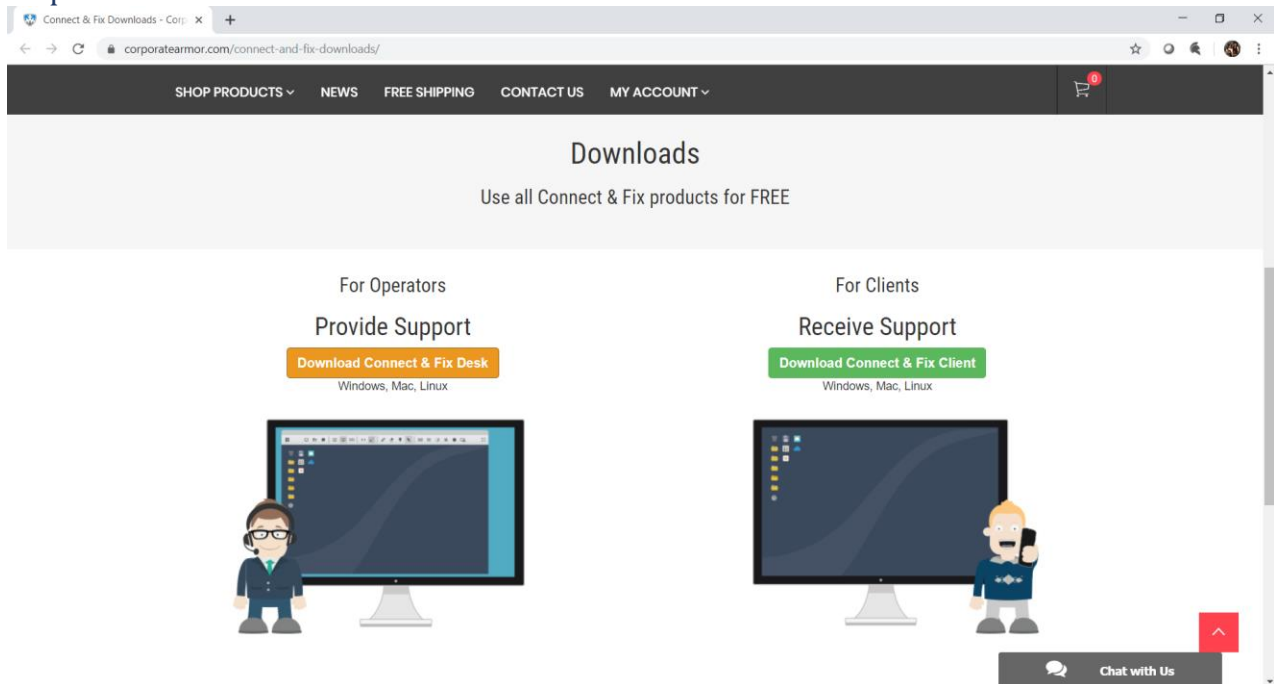 Connect & Fix Downloads - Corp
corporatearmor.com/connect-and-fix-downloads/
SHOP PRODUCTS NEWS FREE SHIPPING CONTACT US MY ACCOUNT 0
Downloads
Use all Connect & Fix products for FREE
For Operators
Provide Support
Download Connect & Fix Desk
Windows, Mac, Linux
For Clients
Receive Support
Download Connect & Fix Client
Windows, Mac, Linux
Chat with Us